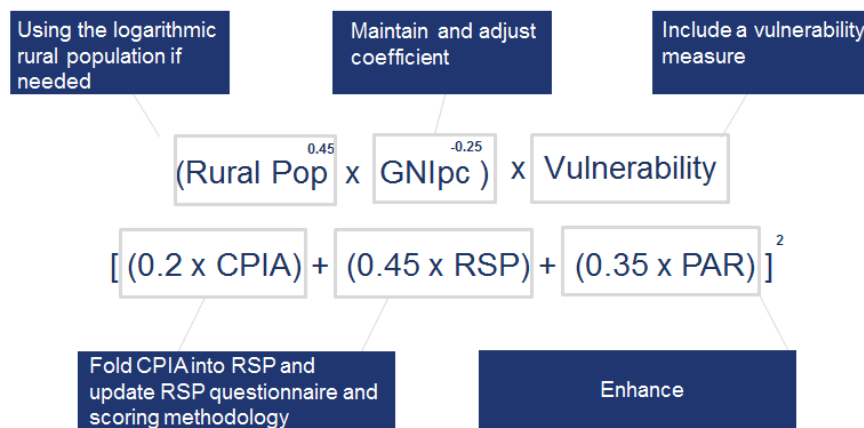 Using the logarithmic
rural population if
needed
Maintain and adjust
coefficient
Include a vulnerability
measure
(Rural Pop 0.45 x GNIpc -0.25 ) x Vulnerability
[ (0.2 x CPIA) + (0.45 x RSP) + (0.35 x PAR) ] 2
Fold CPIA into RSP and
update RSP questionnaire and
scoring methodology
Enhance